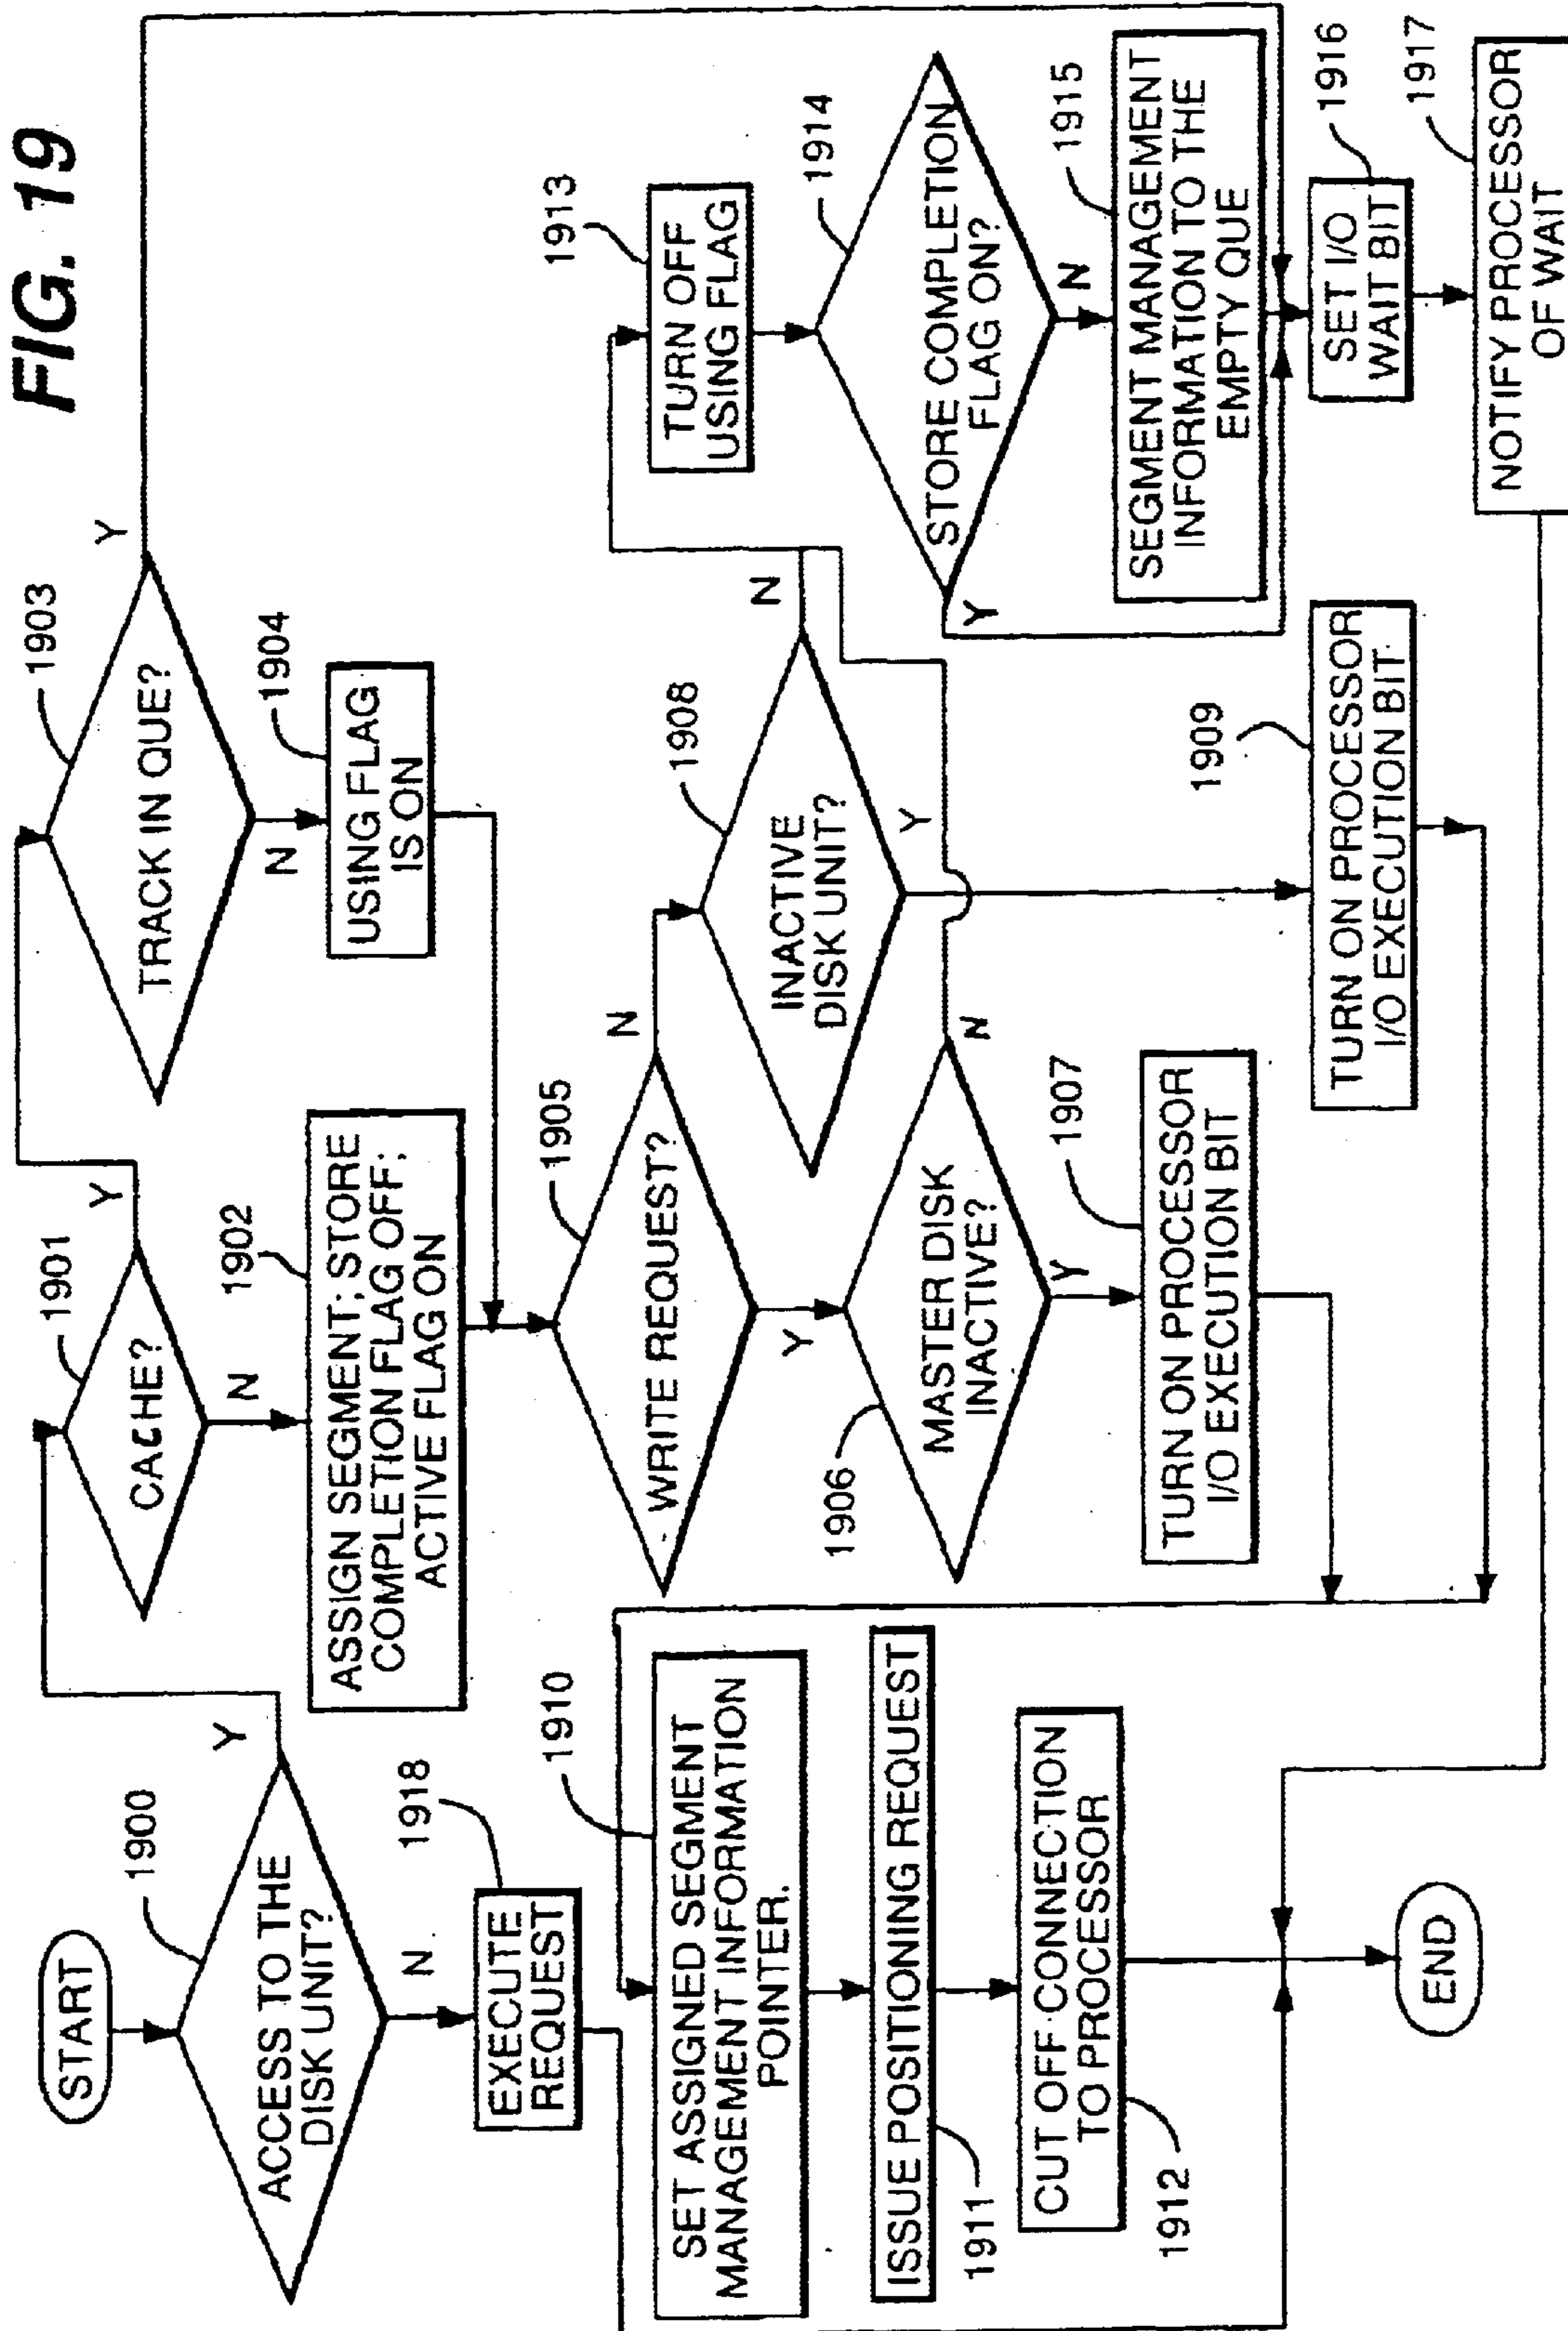 FIG. 19
START
1900
ACCESS TO THE
DISK UNIT?
Y
N
1918
EXECUTE
REQUEST
1901
CACHE?
Y
N
1902
ASSIGN SEGMENT; STORE
COMPLETION FLAG OFF;
ACTIVE FLAG ON
1903
TRACK IN QUE?
Y
N
1904
USING FLAG
IS ON
1905
WRITE REQUEST?
N
Y
1906
MASTER DISK
INACTIVE?
N
Y
1907
TURN ON PROCESSOR
I/O EXECUTION BIT
1908
INACTIVE
DISK UNIT?
N
Y
1909
TURN ON PROCESSOR
I/O EXECUTION BIT
1910
SET ASSIGNED SEGMENT
MANAGEMENT INFORMATION
POINTER.
ISSUE POSITIONING REQUEST
1911
CUT OFF CONNECTION
TO PROCESSOR
1912
1913
TURN OFF
USING FLAG
1914
STORE COMPLETION
FLAG ON?
Y
N
1915
SEGMENT MANAGEMENT
INFORMATION TO THE
EMPTY QUE
1916
SET I/O
WAIT BIT
1917
NOTIFY PROCESSOR
OF WAIT
END